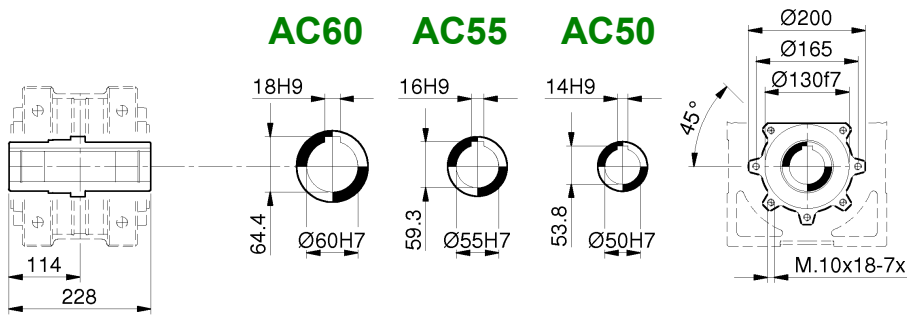 AC60 AC55 AC50
Ø200
Ø165
18H9 16H9 14H9 Ø130f7
45°
64.4 59.3 53.8
Ø60H7 Ø55H7 Ø50H7
114 M.10x18-7x
228